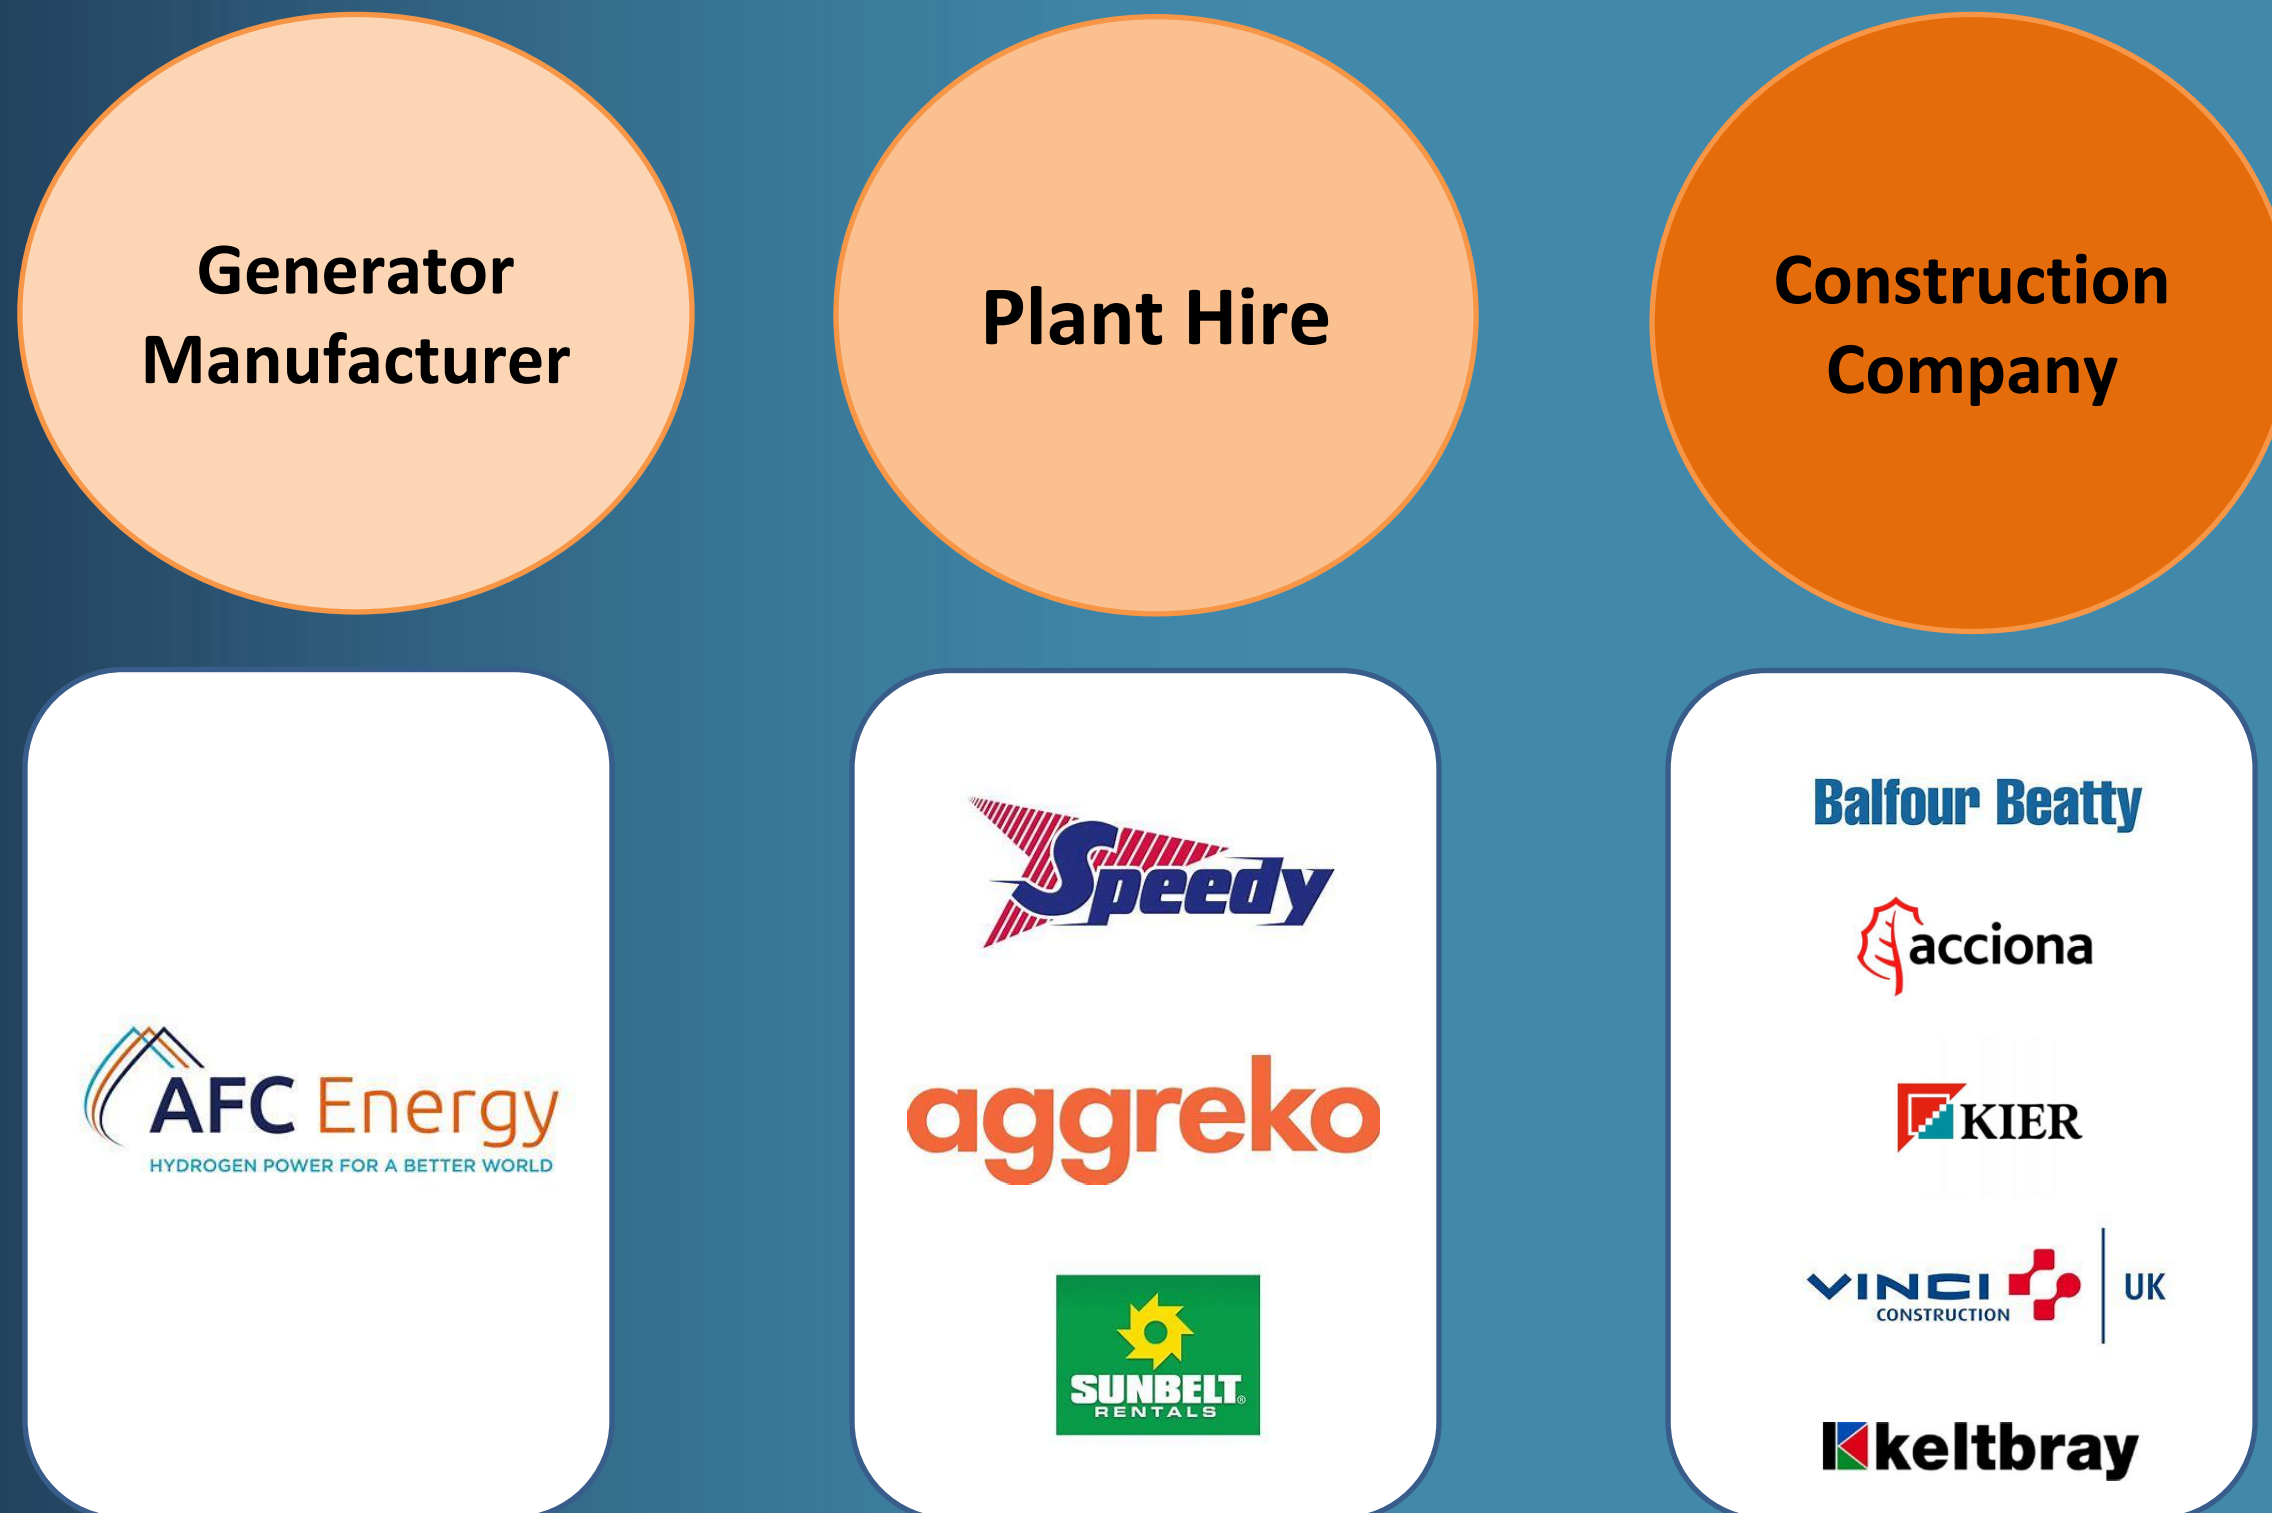 Generator
Manufacturer
Plant Hire
Construction
Company
AFC Energy
HYDROGEN POWER FOR A BETTER WORLD
Speedy
aggreko
SUNBELT®
RENTALS
Balfour Beatty
acciona
KIER
VINCI
CONSTRUCTION
UK
keltbray